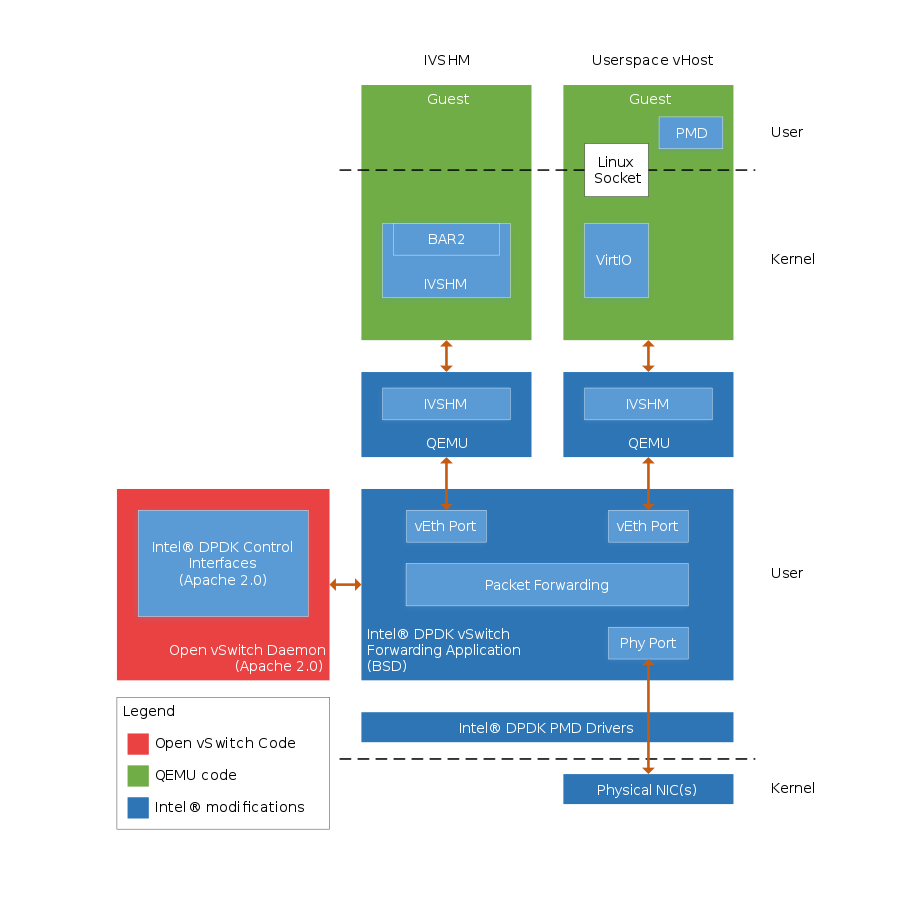 IVSHM
Userspace vHost
Guest
Guest
PMD
User
Linux
Socket
BAR2
IVSHM
VirtIO
Kernel
IVSHM
QEMU
IVSHM
QEMU
vEth Port
vEth Port
Intel® DPDK Control
Interfaces
(Apache 2.0)
Packet Forwarding
User
Open vSwitch Daemon
(Apache 2.0)
Intel® DPDK vSwitch
Forwarding Application
(BSD)
Phy Port
Legend
Open vSwitch Code
QEMU code
Intel® modifications
Intel® DPDK PMD Drivers
Physical NIC(s)
Kernel